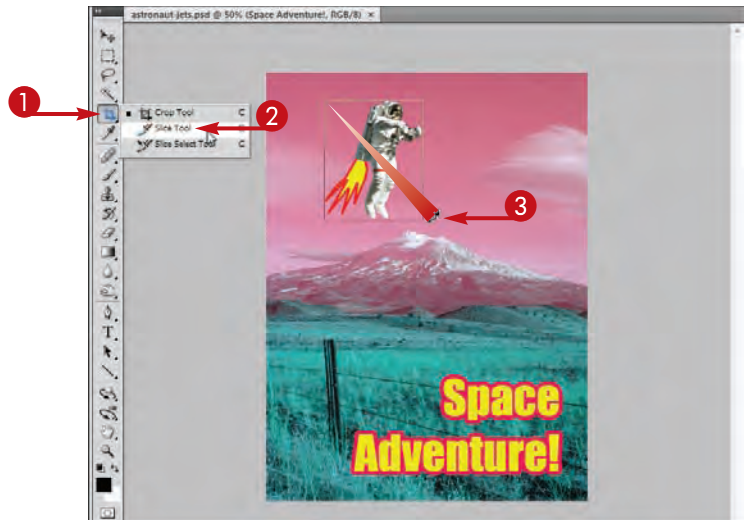 astronaut-jets.psd @ 50% (Space Adventure!, RGB/8) ×
1
Crop Tool C
2
Slice Tool
Slice Select Tool C
3
T
Space
Adventure!